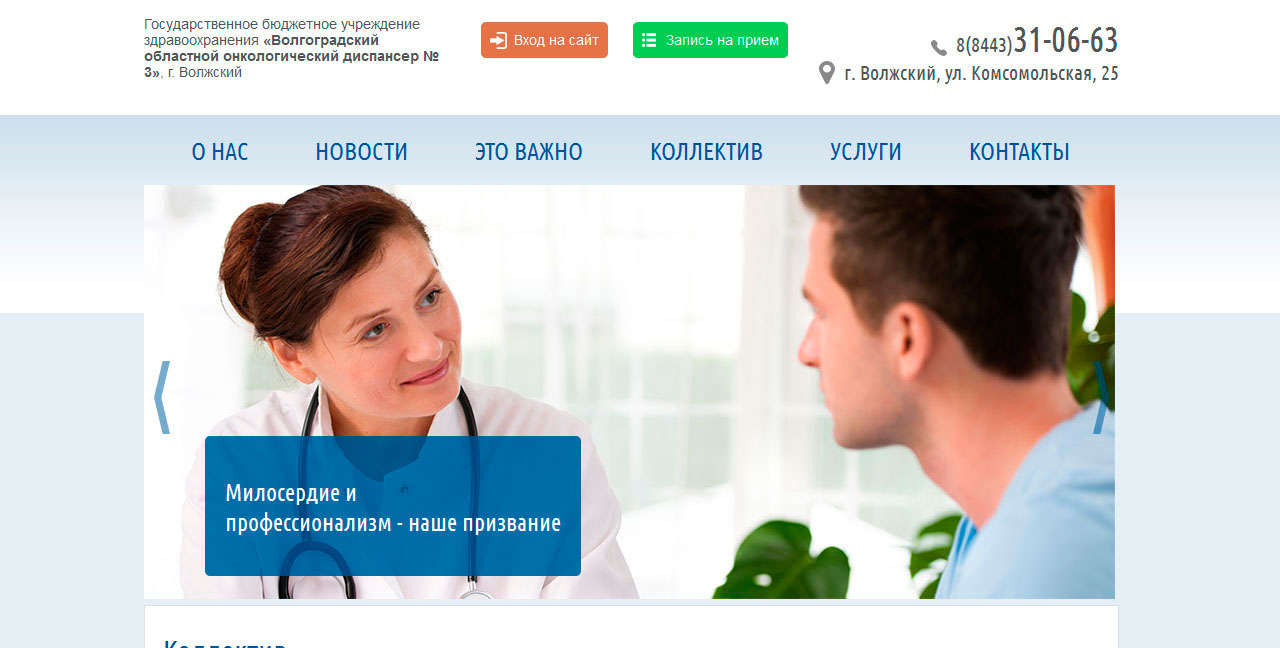 Государственное бюджетное учреждение
здравоохранения «Волгоградский
областной онкологический диспансер №
3», г. Волжский
Вход на сайт
Запись на прием
8(8443)31-06-63
г. Волжский, ул. Комсомольская, 25
О НАС НОВОСТИ ЭТО ВАЖНО КОЛЛЕКТИВ УСЛУГИ КОНТАКТЫ
Милосердие и
профессионализм - наше призвание
Коллектив